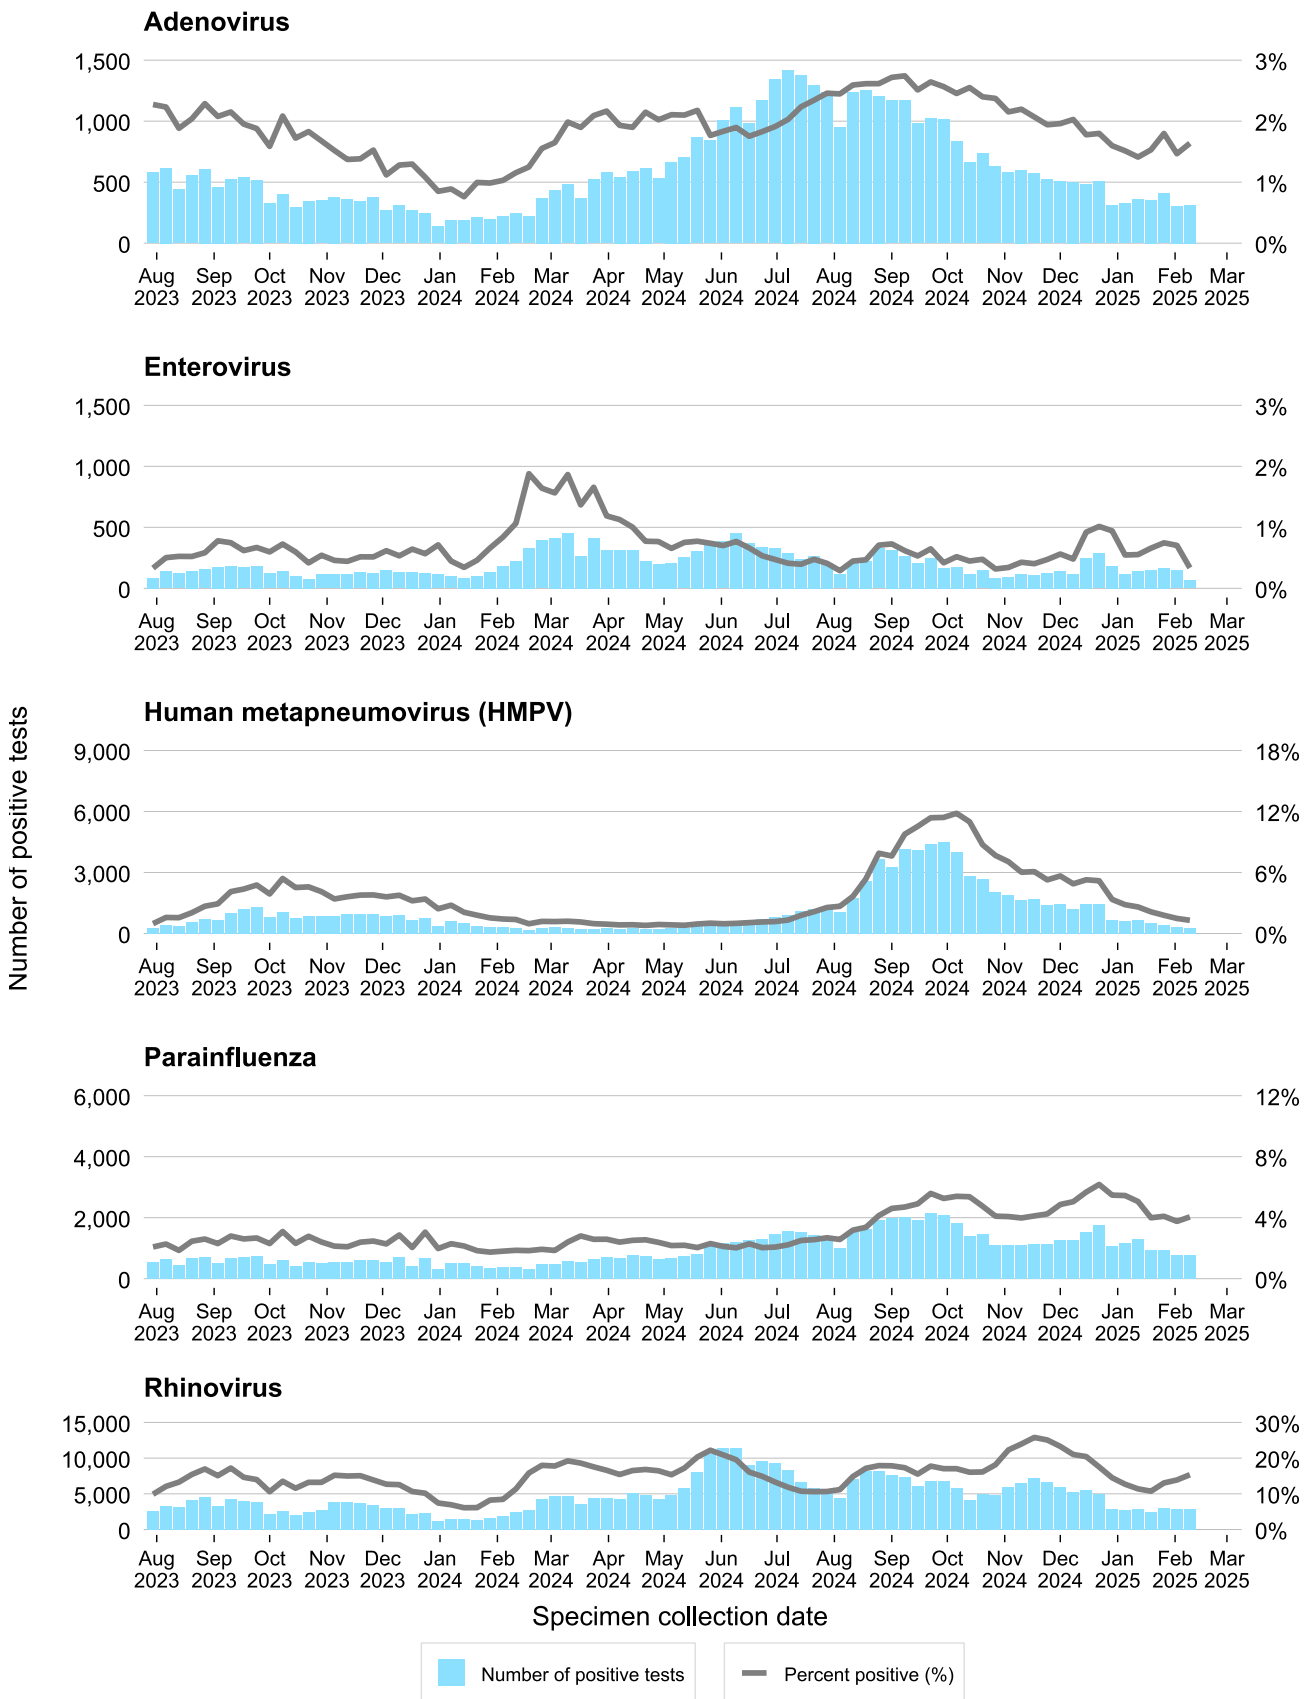 Adenovirus
1,500 3%
1,000 2%
500 1%
0 0%
Aug Sep Oct Nov Dec Jan Feb Mar Apr May Jun Jul Aug Sep Oct Nov Dec Jan Feb Mar
2023 2023 2023 2023 2023 2024 2024 2024 2024 2024 2024 2024 2024 2024 2024 2024 2024 2025 2025 2025
Enterovirus
1,500 3%
1,000 2%
500 1%
0 0%
Aug Sep Oct Nov Dec Jan Feb Mar Apr May Jun Jul Aug Sep Oct Nov Dec Jan Feb Mar
2023 2023 2023 2023 2023 2024 2024 2024 2024 2024 2024 2024 2024 2024 2024 2024 2024 2025 2025 2025
Number of positive tests
Human metapneumovirus (HMPV)
9,000 18%
6,000 12%
3,000 6%
0 0%
Aug Sep Oct Nov Dec Jan Feb Mar Apr May Jun Jul Aug Sep Oct Nov Dec Jan Feb Mar
2023 2023 2023 2023 2023 2024 2024 2024 2024 2024 2024 2024 2024 2024 2024 2024 2024 2025 2025 2025
Parainfluenza
6,000 12%
4,000 8%
2,000 4%
0 0%
Aug Sep Oct Nov Dec Jan Feb Mar Apr May Jun Jul Aug Sep Oct Nov Dec Jan Feb Mar
2023 2023 2023 2023 2023 2024 2024 2024 2024 2024 2024 2024 2024 2024 2024 2024 2024 2025 2025 2025
Rhinovirus
15,000 30%
10,000 20%
5,000 10%
0 0%
Aug Sep Oct Nov Dec Jan Feb Mar Apr May Jun Jul Aug Sep Oct Nov Dec Jan Feb Mar
2023 2023 2023 2023 2023 2024 2024 2024 2024 2024 2024 2024 2024 2024 2024 2024 2024 2025 2025 2025
Specimen collection date
Number of positive tests Percent positive (%)